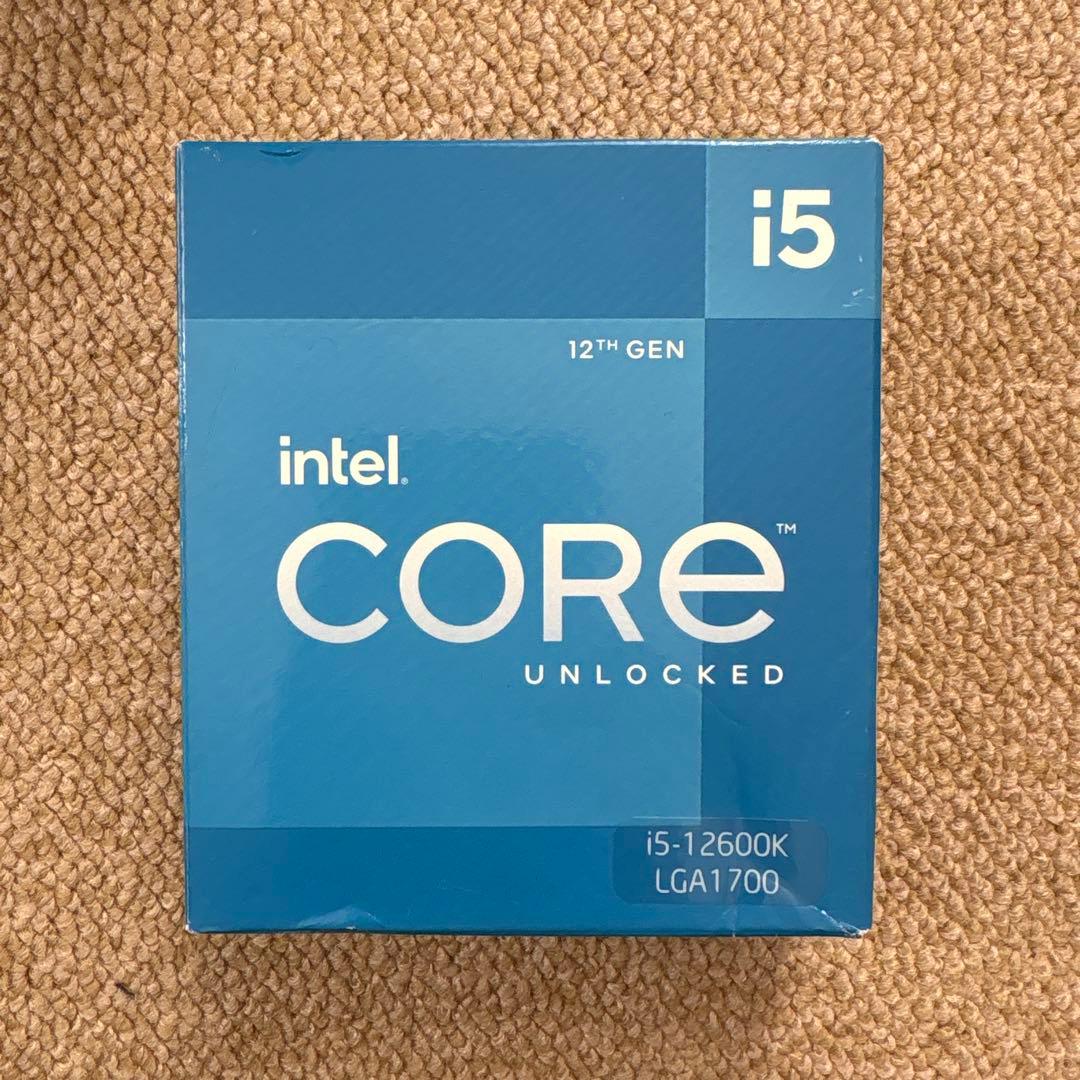 i5
12TH GEN
intel®
CORe™
UNLOCKED
i5-12600K
LGA1700